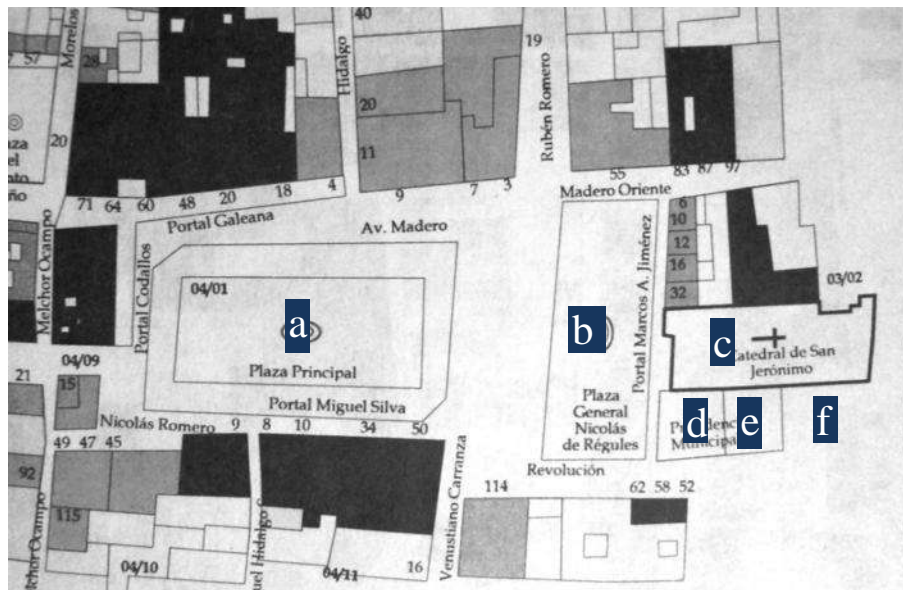 57
Morelos
28
40
Hidalgo
19
Rubén Romero
20
20
11
9
7
3
55
83 87 97
Madero Oriente
71 64 60 48 20 18 4
Portal Galeana
Av. Madero
Melchor Ocampo
Portal Codallos
04/01
a
Plaza Principal
Portal Miguel Silva
b
Plaza
General
Nicolás
de Régules
Portal Marcos A. Jiménez
6
10
12
16
32
03/02
c
Catedral de San
Jerónimo
d
e
f
Municipal
04/09
21
15
Nicolás Romero
9 8 10 34 50
49 47 45
92
115
04/10
04/11
16
Venustiano Carranza
Revolución
114
62 58 52